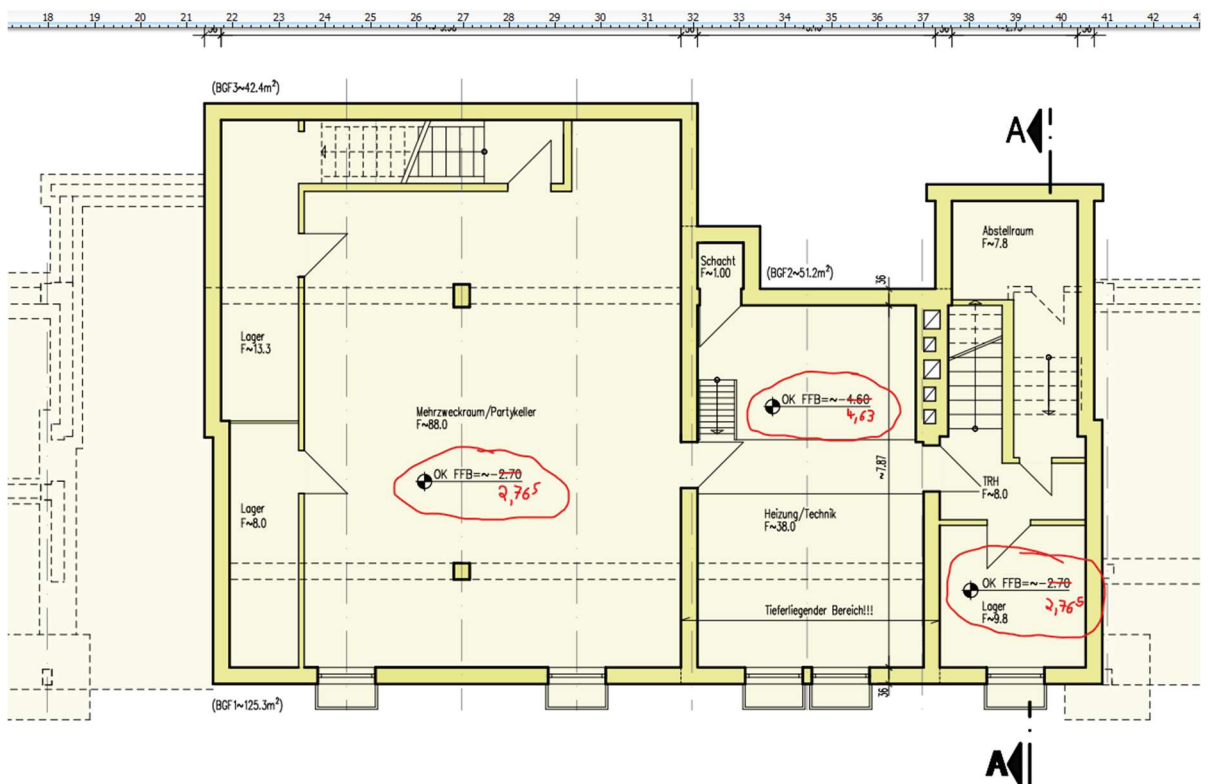 18 19 20 21 22 23 24 25 26 27 28 29 30 31 32 33 34 35 36 37 38 39 40 41 42
(BGF3~42.4m²)
A
Abstellraum
F~7.8
Schacht
F~1.00
(BGF2~51.2m²)
36
Lager
F~13.3
OK FFB=~-4.60
4,63
Mehrzweckraum/Partykeller
F~88.0
~7.87
OK FFB=~-2.70
2,76⁵
TRH
F~8.0
Lager
F~8.0
Heizung/Technik
F~38.0
OK FFB=~-2.70
2,76⁵
Lager
F~9.8
Tieferliegender Bereich!!!
36
(BGF1~125.3m²)
A